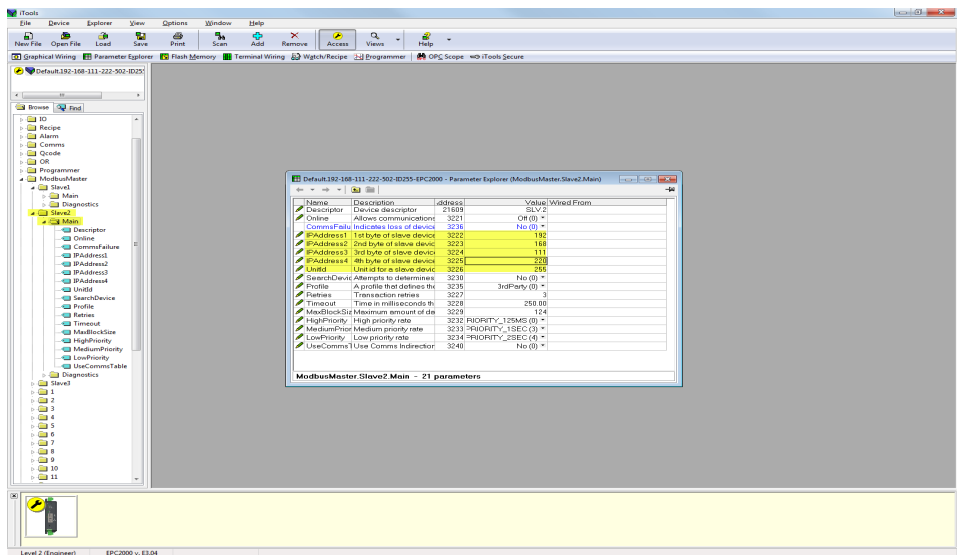 iTools
File Device Explorer View Options Window Help
New File Open File Load Save Print Scan Add Remove Access Views Help
Graphical Wiring Parameter Explorer Flash Memory Terminal Wiring Watch/Recipe Programmer OPC Scope iTools Secure
Default.192-168-111-222-502-ID255
Browse Find
IO
Recipe
Alarm
Comms
Qcode
OR
Programmer
ModbusMaster
Slave1
Main
Diagnostics
Slave2
Main
Descriptor
Online
CommsFailure
IPAddress1
IPAddress2
IPAddress3
IPAddress4
UnitId
SearchDevice
Profile
Retries
Timeout
MaxBlockSize
HighPriority
MediumPriority
LowPriority
UseCommsTable
Diagnostics
Slave3
1
2
3
4
5
6
7
8
9
10
11
Default.192-168-111-222-502-ID255-EPC2000 - Parameter Explorer (ModbusMaster.Slave2.Main)
Name Description ddress Value Wired From
Descriptor Device descriptor 21609 SLV.2
Online Allows communications 3221 Off (0)
CommsFailu Indicates loss of device 3236 No (0)
IPAddress1 1st byte of slave device 3222 192
IPAddress2 2nd byte of slave device 3223 168
IPAddress3 3rd byte of slave device 3224 111
IPAddress4 4th byte of slave device 3225 220
UnitId Unit id for a slave devic 3226 255
SearchDevic Attempts to determines 3230 No (0)
Profile A profile that defines the 3235 3rdParty (0)
Retries Transaction retries 3227 3
Timeout Time in milliseconds th 3228 250.00
MaxBlockSiz Maximum amount of da 3229 124
HighPriority High priority rate 3232 RIORITY_125MS (0)
MediumPrior Medium priority rate 3233 PRIORITY_1SEC (3)
LowPriority Low priority rate 3234 PRIORITY_2SEC (4)
UseCommsT Use Comms Indirection 3240 No (0)
ModbusMaster.Slave2.Main - 21 parameters
Level 2 (Engineer) EPC2000 v. E3.04